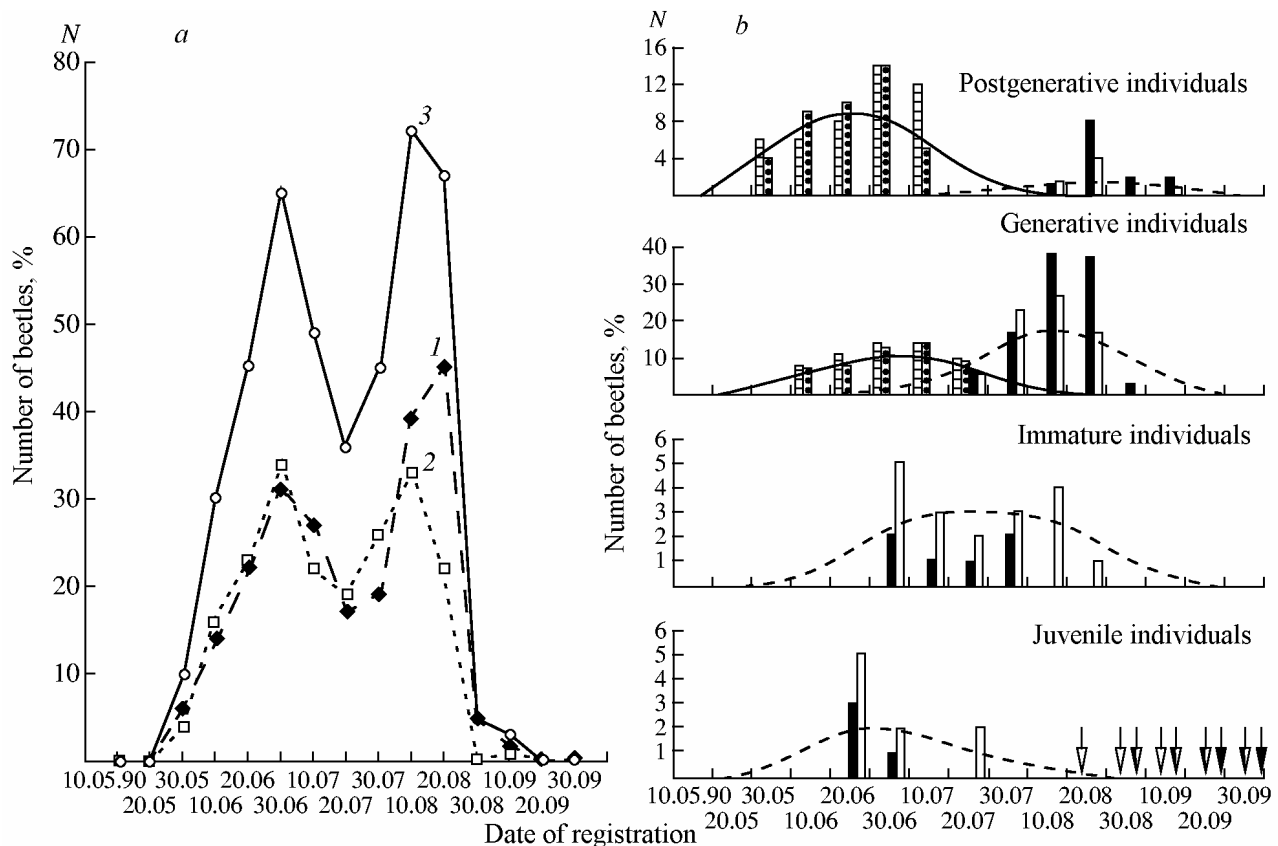 N
a
80
70
60
50
40
30
20
10
Number of beetles, %
3
1
2
10.05.90 30.05 20.06 10.07 30.07 20.08 10.09 30.09
20.05 10.06 30.06 20.07 10.08 30.08 20.09
N
b
16
12
8
4
Postgenerative individuals
Generative individuals
40
30
20
10
Number of beetles, %
Immature individuals
6
5
4
3
2
1
Juvenile individuals
6
5
4
3
2
1
10.05.90 30.05 20.06 10.07 30.07 20.08 10.09 30.09
20.05 10.06 30.06 20.07 10.08 30.08 20.09
Date of registration